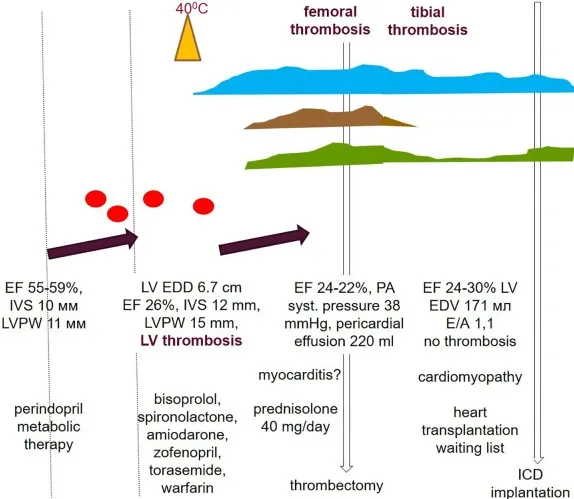 40⁰C
femoral
thrombosis
tibial
thrombosis
EF 55-59%,
IVS 10 мм
LVPW 11 мм
LV EDD 6.7 cm
EF 26%, IVS 12 mm,
LVPW 15 mm,
LV thrombosis
EF 24-22%, PA
syst. pressure 38
mmHg, pericardial
effusion 220 ml
EF 24-30% LV
EDV 171 мл
E/A 1,1
no thrombosis
perindopril
metabolic
therapy
bisoprolol,
spironolactone,
amiodarone,
zofenopril,
torasemide,
warfarin
myocarditis?
prednisolone
40 mg/day
thrombectomy
cardiomyopathy
heart
transplantation
waiting list
ICD
implantation